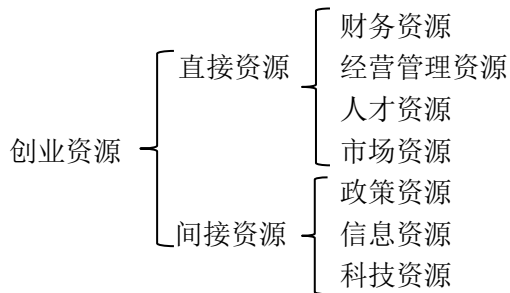 财务资源
直接资源
经营管理资源
人才资源
创业资源
市场资源
政策资源
间接资源
信息资源
科技资源